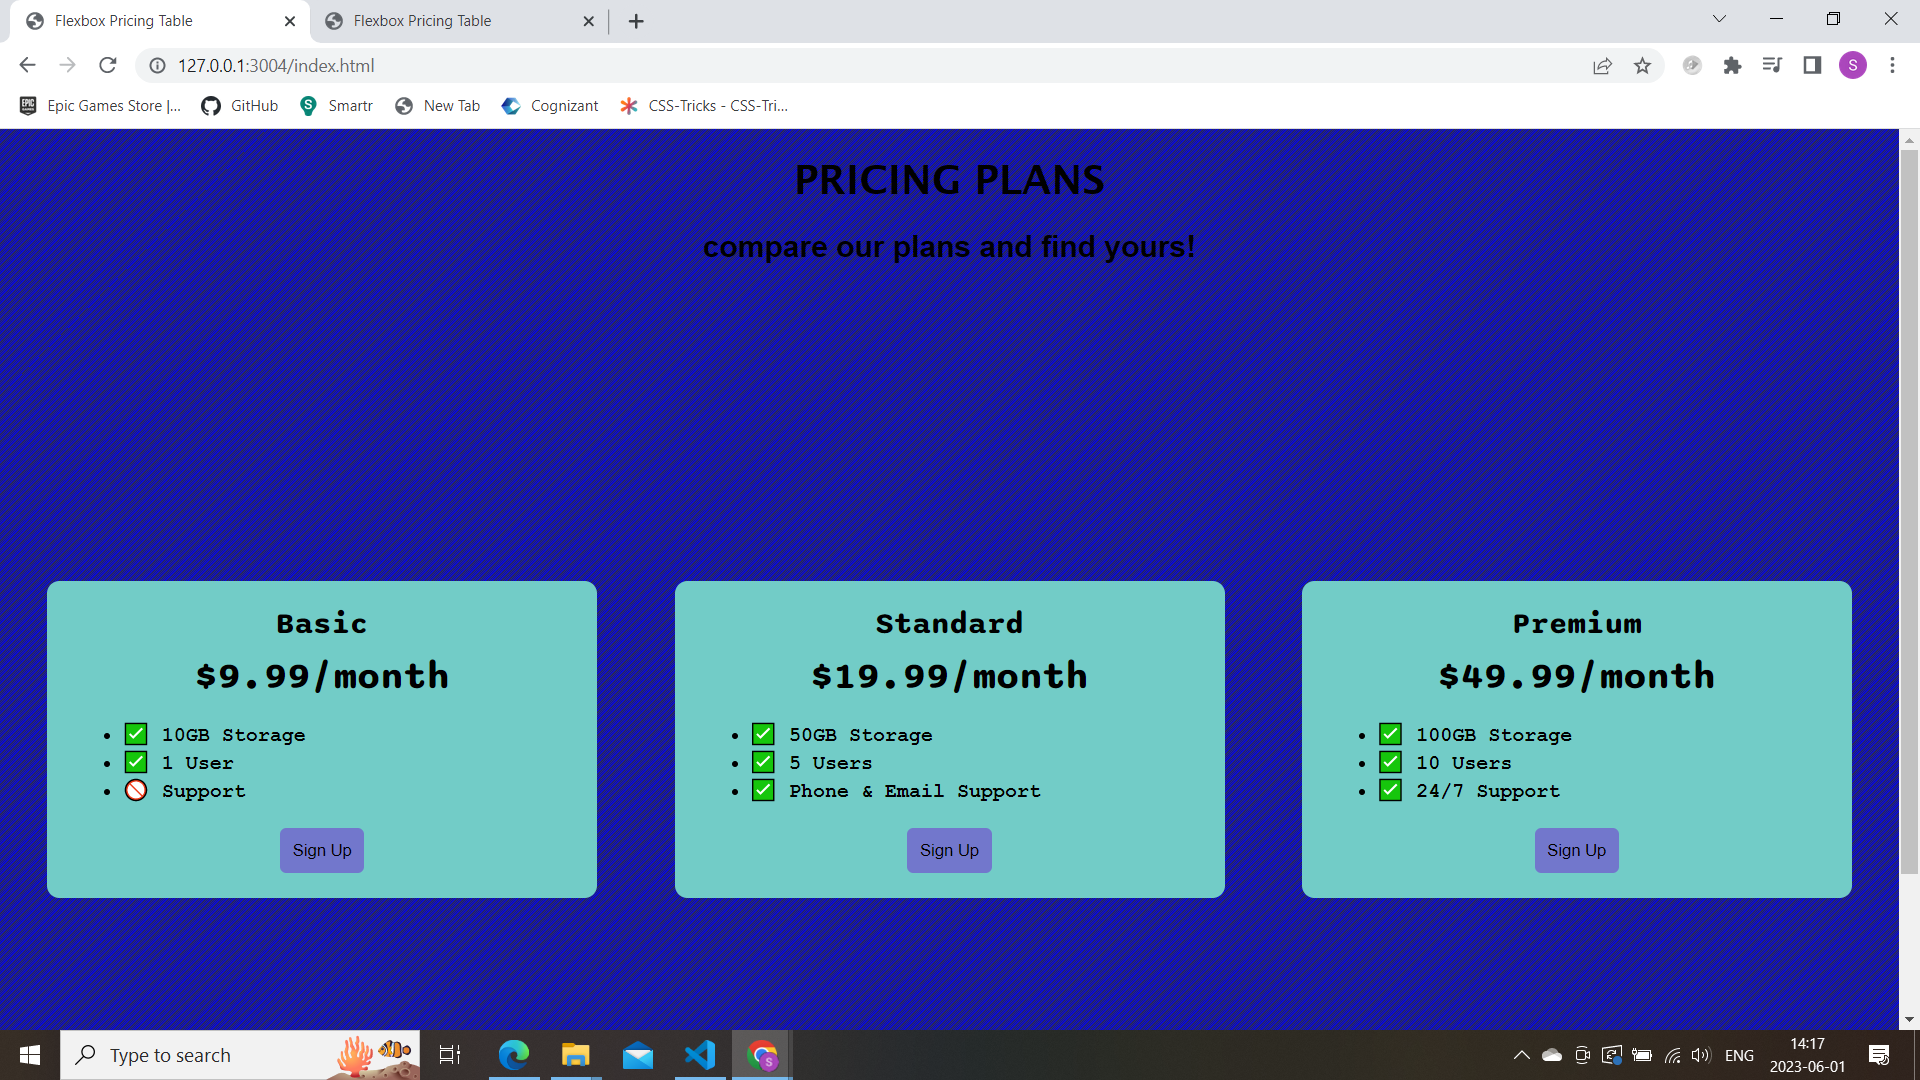 Flexbox Pricing Table
Flexbox Pricing Table
127.0.0.1:3004/index.html
S
Epic Games Store |...
GitHub
Smartr
New Tab
Cognizant
CSS-Tricks - CSS-Tri...
PRICING PLANS
compare our plans and find yours!
Basic
$9.99/month
✅ 10GB Storage
✅ 1 User
🚫 Support
Sign Up
Standard
$19.99/month
✅ 50GB Storage
✅ 5 Users
✅ Phone & Email Support
Sign Up
Premium
$49.99/month
✅ 100GB Storage
✅ 10 Users
✅ 24/7 Support
Sign Up
Type to search
ENG
14:17
2023-06-01